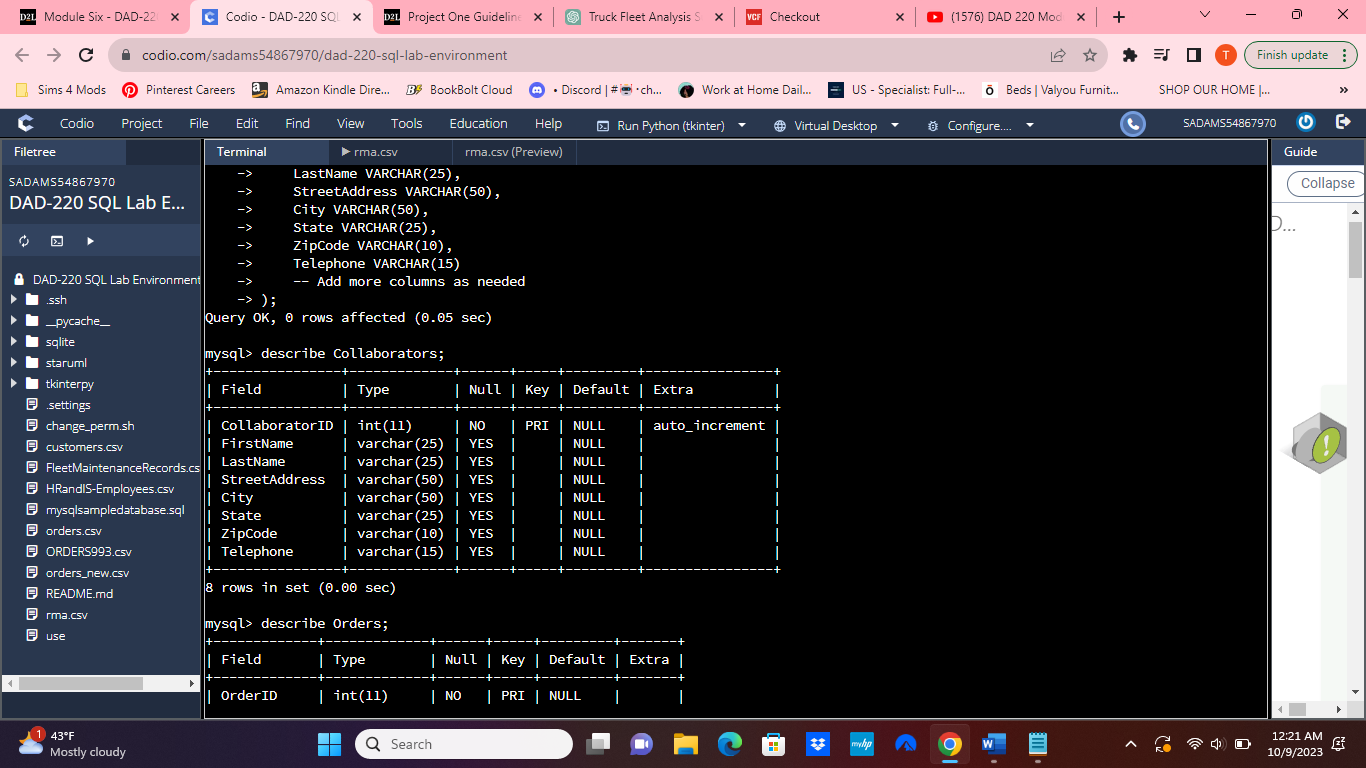 Module Six - DAD-22
Codio - DAD-220 SQL
Project One Guideline
Truck Fleet Analysis S
Checkout
(1576) DAD 220 Mod
codio.com/sadams54867970/dad-220-sql-lab-environment
T
Finish update
Sims 4 Mods
Pinterest Careers
Amazon Kindle Dire...
BookBolt Cloud
• Discord | #
ch...
Work at Home Dail...
US - Specialist: Full-...
Beds | Valyou Furnit...
SHOP OUR HOME |...
»
Codio
Project
File
Edit
Find
View
Tools
Education
Help
Run Python (tkinter)
Virtual Desktop
Configure....
SADAMS54867970
Filetree
Terminal
rma.csv
rma.csv (Preview)
Guide
SADAMS54867970
DAD-220 SQL Lab E...
Collapse
D...
DAD-220 SQL Lab Environment
.ssh
__pycache__
sqlite
staruml
tkinterpy
.settings
change_perm.sh
customers.csv
FleetMaintenanceRecords.cs
HRandIS-Employees.csv
mysqlsampledatabase.sql
orders.csv
ORDERS993.csv
orders_new.csv
README.md
rma.csv
use
-> LastName VARCHAR(25),
-> StreetAddress VARCHAR(50),
-> City VARCHAR(50),
-> State VARCHAR(25),
-> ZipCode VARCHAR(10),
-> Telephone VARCHAR(15)
-> -- Add more columns as needed
-> );
Query OK, 0 rows affected (0.05 sec)
mysql> describe Collaborators;
+----------------+-------------+------+-----+---------+----------------+
| Field | Type | Null | Key | Default | Extra |
+----------------+-------------+------+-----+---------+----------------+
| CollaboratorID | int(11) | NO | PRI | NULL | auto_increment |
| FirstName | varchar(25) | YES | | NULL | |
| LastName | varchar(25) | YES | | NULL | |
| StreetAddress | varchar(50) | YES | | NULL | |
| City | varchar(50) | YES | | NULL | |
| State | varchar(25) | YES | | NULL | |
| ZipCode | varchar(10) | YES | | NULL | |
| Telephone | varchar(15) | YES | | NULL | |
+----------------+-------------+------+-----+---------+----------------+
8 rows in set (0.00 sec)
mysql> describe Orders;
+-------------+-------------+------+-----+---------+-------+
| Field | Type | Null | Key | Default | Extra |
+-------------+-------------+------+-----+---------+-------+
| OrderID | int(11) | NO | PRI | NULL | |
1
43°F
Mostly cloudy
Search
myhp
12:21 AM
10/9/2023